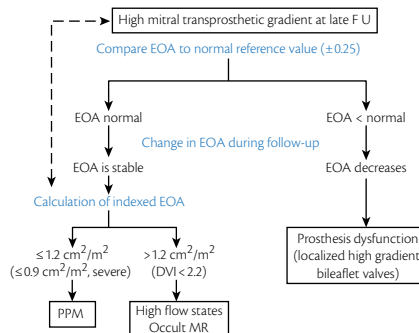 High mitral transprosthetic gradient at late F U
Compare EOA to normal reference value (±0.25)
EOA normal
EOA < normal
Change in EOA during follow-up
EOA is stable
EOA decreases
Calculation of indexed EOA
≤1.2 cm²/m²
(≤0.9 cm²/m², severe)
>1.2 cm²/m²
(DVI < 2.2)
Prosthesis dysfunction
(localized high gradient
bileaflet valves)
PPM
High flow states
Occult MR